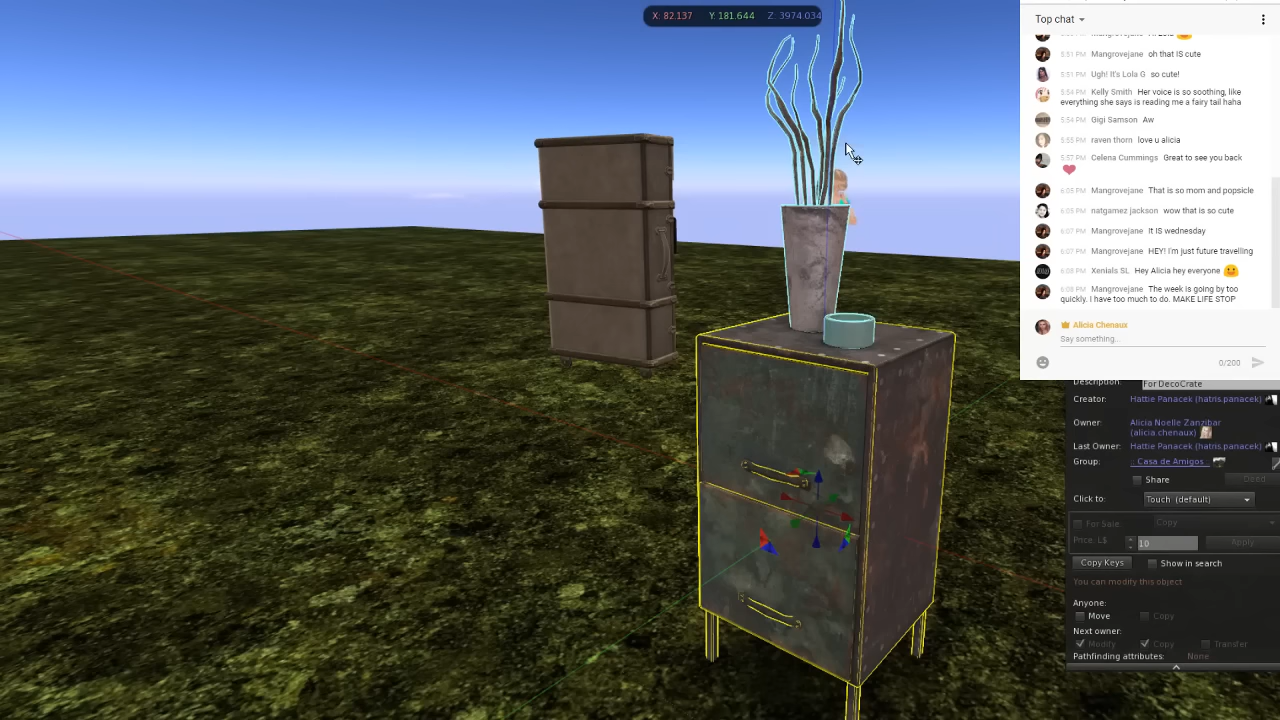 X: 82.137 Y: 181.644 Z: 3974.034
Top chat
5:51 PM Mangrovejane oh that IS cute
5:51 PM Ugh! It's Lola G so cute!
5:54 PM Kelly Smith Her voice is so soothing, like
everything she says is reading me a fairy tail haha
5:54 PM Gigi Samson Aw
5:55 PM raven thorn love u alicia
5:57 PM Celena Cummings Great to see you back
6:05 PM Mangrovejane That is so mom and popsicle
6:05 PM natgamez jackson wow that is so cute
6:07 PM Mangrovejane It IS wednesday
6:07 PM Mangrovejane HEY! I'm just future travelling
6:08 PM Xenials SL Hey Alicia hey everyone
6:08 PM Mangrovejane The week is going by too
quickly. I have too much to do. MAKE LIFE STOP
Alicia Chenaux
Say something...
0/200
Description: For DecoCrate
Creator: Hattie Panacek (hatris.panacek)
Owner: Alicia Noelle Zanzibar
(alicia.chenaux)
Last Owner: Hattie Panacek (hatris.panacek)
Group: :. Casa de Amigos .:
Share Deed
Click to: Touch (default)
For Sale: Copy
Price: L$ 10 Apply
Copy Keys Show in search
You can modify this object
Anyone:
Move Copy
Next owner:
Modify Copy Transfer
Pathfinding attributes: None